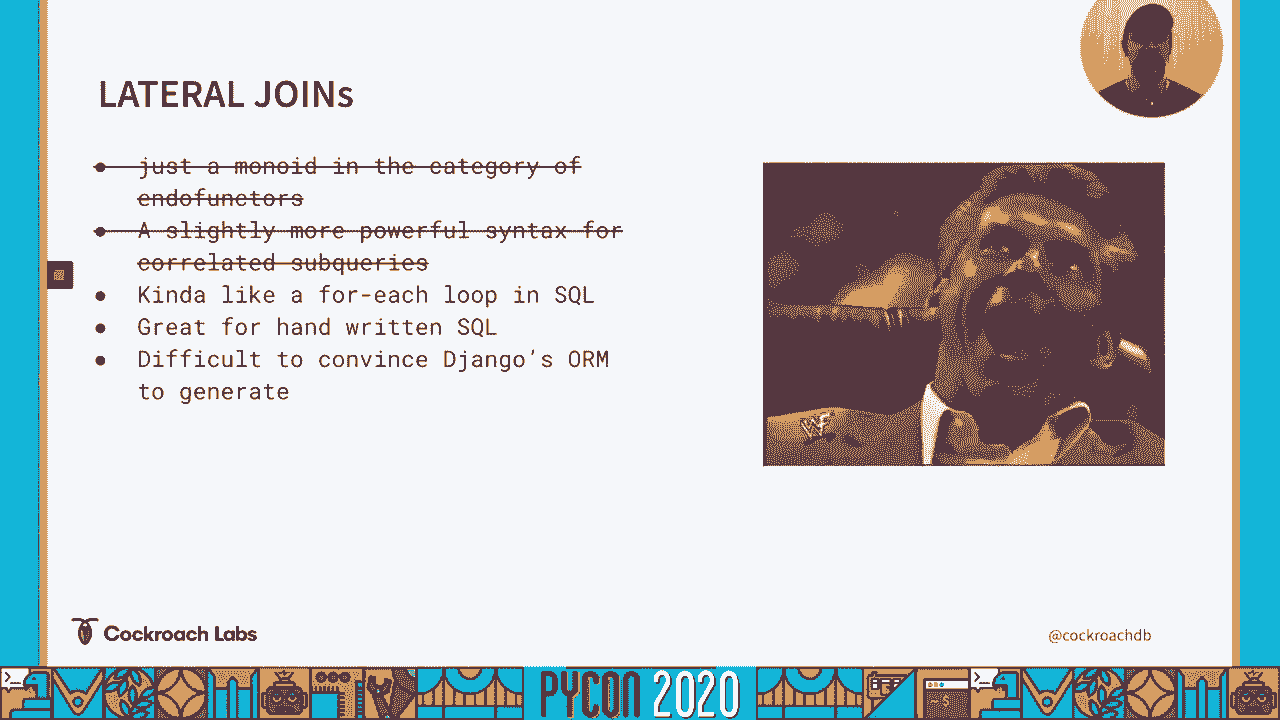 LATERAL JOINs
● just a monoid in the category of
endofunctors
● A slightly more powerful syntax for
correlated subqueries
● Kinda like a for-each loop in SQL
● Great for hand written SQL
● Difficult to convince Django's ORM
to generate
WF
Cockroach Labs
@cockroachdb
PYCON 2020